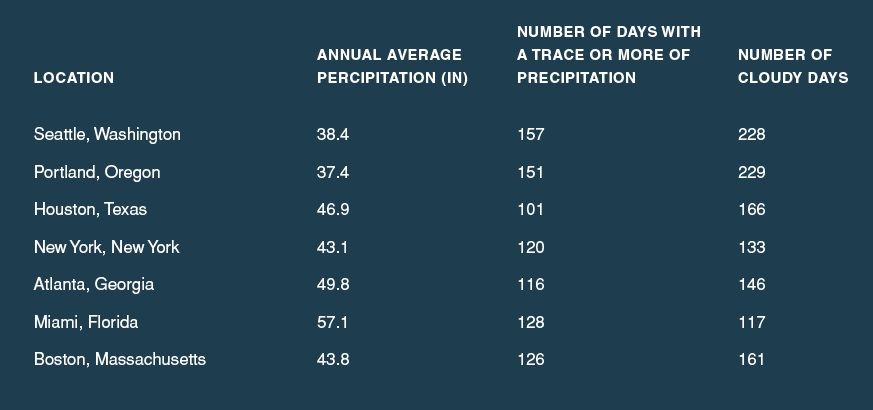 LOCATION
ANNUAL AVERAGE
PERCIPITATION (IN)
NUMBER OF DAYS WITH
A TRACE OR MORE OF
PRECIPITATION
NUMBER OF
CLOUDY DAYS
Seattle, Washington 38.4 157 228
Portland, Oregon 37.4 151 229
Houston, Texas 46.9 101 166
New York, New York 43.1 120 133
Atlanta, Georgia 49.8 116 146
Miami, Florida 57.1 128 117
Boston, Massachusetts 43.8 126 161